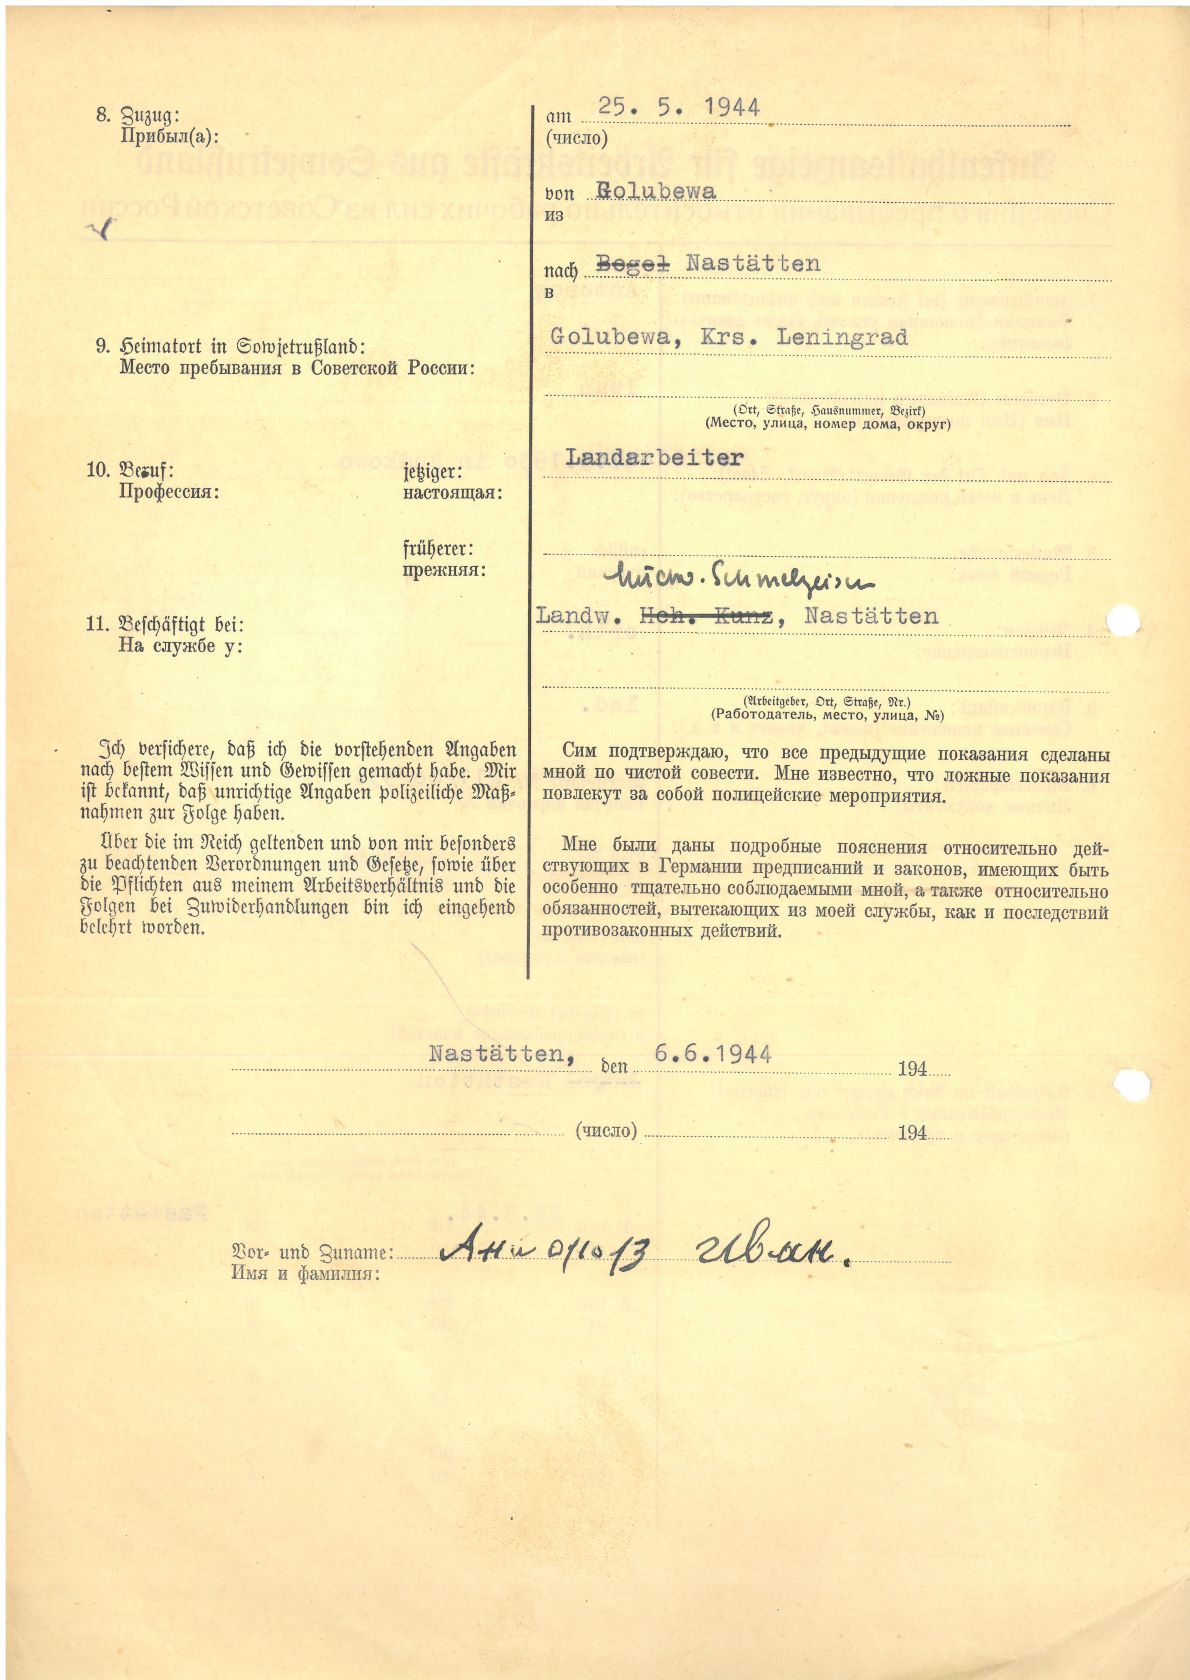 8. Zuzug:
Прибыл(а):
am 25. 5. 1944
(число)
von Golubewa
из
nach Begel Nastätten
в
9. Heimatort in Sowjetrußland:
Место пребывания в Советской России:
Golubewa, Krs. Leningrad
(Ort, Straße, Hausnummer, Bezirk)
(Место, улица, номер дома, округ)
10. Beruf:
Профессия:
jetziger:
настоящая:
Landarbeiter
früherer:
прежняя:
Schmelzeisen
11. Beschäftigt bei:
На службе у:
Landw. Hch. Kunz, Nastätten
(Arbeitgeber, Ort, Straße, Nr.)
(Работодатель, место, улица, №)
Ich versichere, daß ich die vorstehenden Angaben
nach bestem Wissen und Gewissen gemacht habe. Mir
ist bekannt, daß unrichtige Angaben polizeiliche Maß-
nahmen zur Folge haben.
Über die im Reich geltenden und von mir besonders
zu beachtenden Verordnungen und Gesetze, sowie über
die Pflichten aus meinem Arbeitsverhältnis und die
Folgen bei Zuwiderhandlungen bin ich eingehend
belehrt worden.
Сим подтверждаю, что все предыдущие показания сделаны
мной по чистой совести. Мне известно, что ложные показания
повлекут за собой полицейские мероприятия.
Мне были даны подробные пояснения относительно дей-
ствующих в Германии предписаний и законов, имеющих быть
особенно тщательно соблюдаемыми мной, а также относительно
обязанностей, вытекающих из моей службы, как и последствий
противозаконных действий.
Nastätten, den 6.6.1944 194
(число) 194
Vor- und Zuname: Иван.
Имя и фамилия: